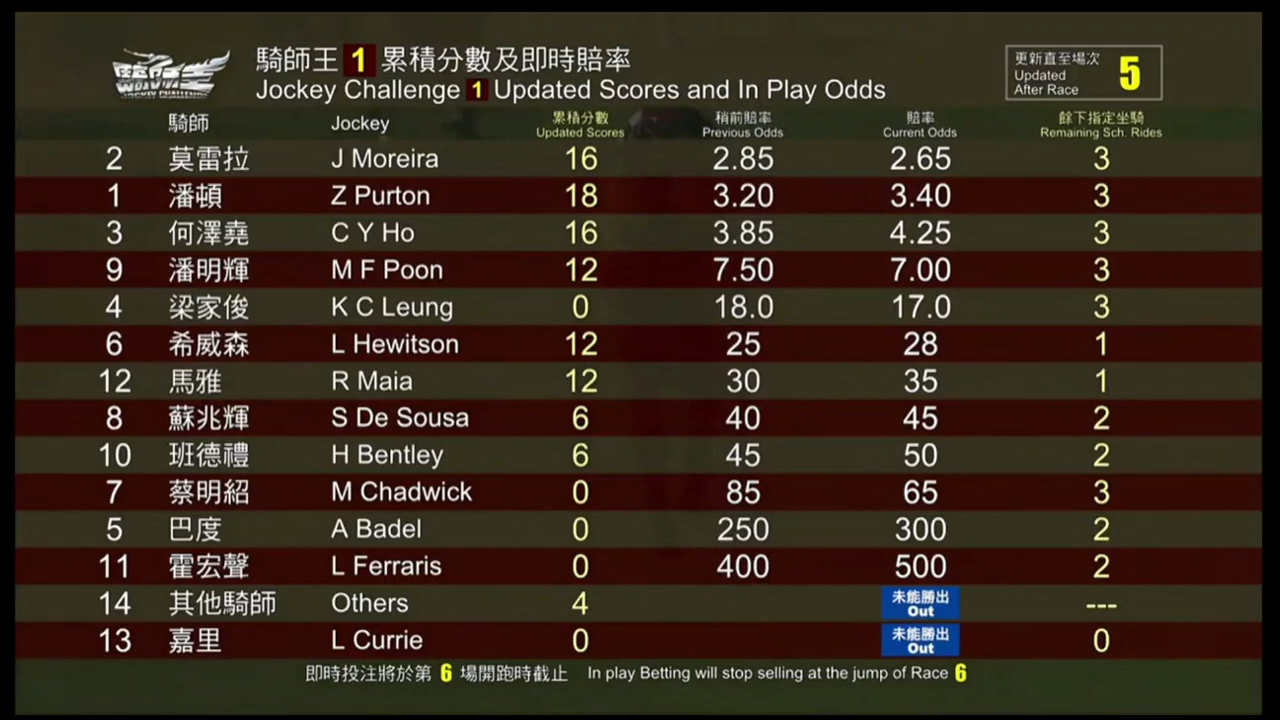 騎師王 1 累積分數及即時賠率
Jockey Challenge 1 Updated Scores and In Play Odds
更新直至場次
Updated
After Race
5
騎師王
JOCKEY CHALLENGE
騎師 Jockey 累積分數 Updated Scores 稍前賠率 Previous Odds 賠率 Current Odds 餘下指定坐騎 Remaining Sch. Rides
2 莫雷拉 J Moreira 16 2.85 2.65 3
1 潘頓 Z Purton 18 3.20 3.40 3
3 何澤堯 C Y Ho 16 3.85 4.25 3
9 潘明輝 M F Poon 12 7.50 7.00 3
4 梁家俊 K C Leung 0 18.0 17.0 3
6 希威森 L Hewitson 12 25 28 1
12 馬雅 R Maia 12 30 35 1
8 蘇兆輝 S De Sousa 6 40 45 2
10 班德禮 H Bentley 6 45 50 2
7 蔡明紹 M Chadwick 0 85 65 3
5 巴度 A Badel 0 250 300 2
11 霍宏聲 L Ferraris 0 400 500 2
14 其他騎師 Others 4 未能勝出 Out ---
13 嘉里 L Currie 0 未能勝出 Out 0
即時投注將於第 6 場開跑時截止 In play Betting will stop selling at the jump of Race 6